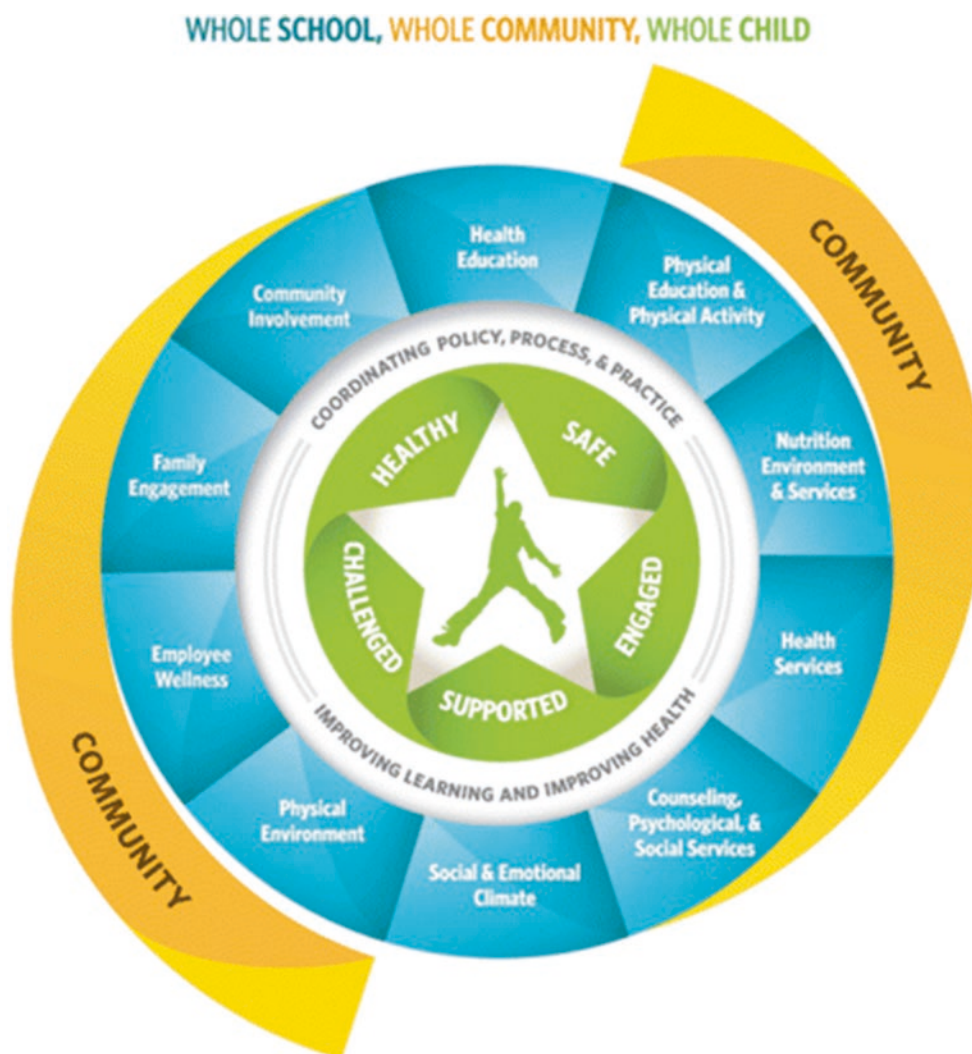 WHOLE SCHOOL, WHOLE COMMUNITY, WHOLE CHILD
COMMUNITY
Health
Education
Physical
Education &
Physical Activity
Nutrition
Environment
& Services
Health
Services
Counseling,
Psychological, &
Social Services
Social & Emotional
Climate
Physical
Environment
Employee
Wellness
Family
Engagement
Community
Involvement
COORDINATING POLICY, PROCESS, & PRACTICE
IMPROVING LEARNING AND IMPROVING HEALTH
HEALTHY
SAFE
ENGAGED
SUPPORTED
CHALLENGED
COMMUNITY